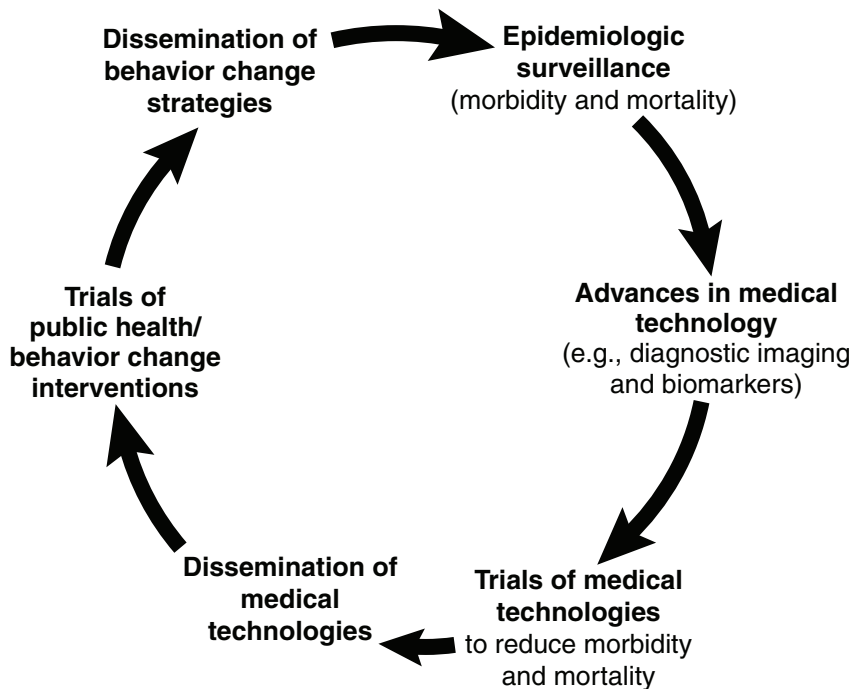 Dissemination of
behavior change
strategies
Epidemiologic
surveillance
(morbidity and mortality)
Advances in medical
technology
(e.g., diagnostic imaging
and biomarkers)
Trials of medical
technologies
to reduce morbidity
and mortality
Dissemination of
medical
technologies
Trials of
public health/
behavior change
interventions